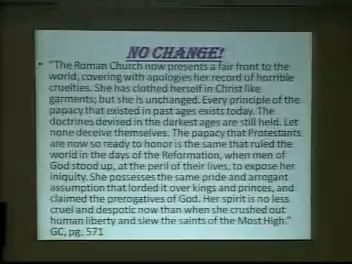 NO CHANGE!
• "The Roman Church now presents a fair front to the
world, covering with apologies her record of horrible
cruelties. She has clothed herself in Christ like
garments; but she is unchanged. Every principle of the
papacy that existed in past ages exists today. The
doctrines devised in the darkest ages are still held. Let
none deceive themselves. The papacy that Protestants
are now so ready to honor is the same that ruled the
world in the days of the Reformation, when men of
God stood up, at the peril of their lives, to expose her
iniquity. She possesses the same pride and arrogant
assumption that lorded it over kings and princes, and
claimed the prerogatives of God. Her spirit is no less
cruel and despotic now than when she crushed out
human liberty and slew the saints of the Most High."
GC, pg. 571